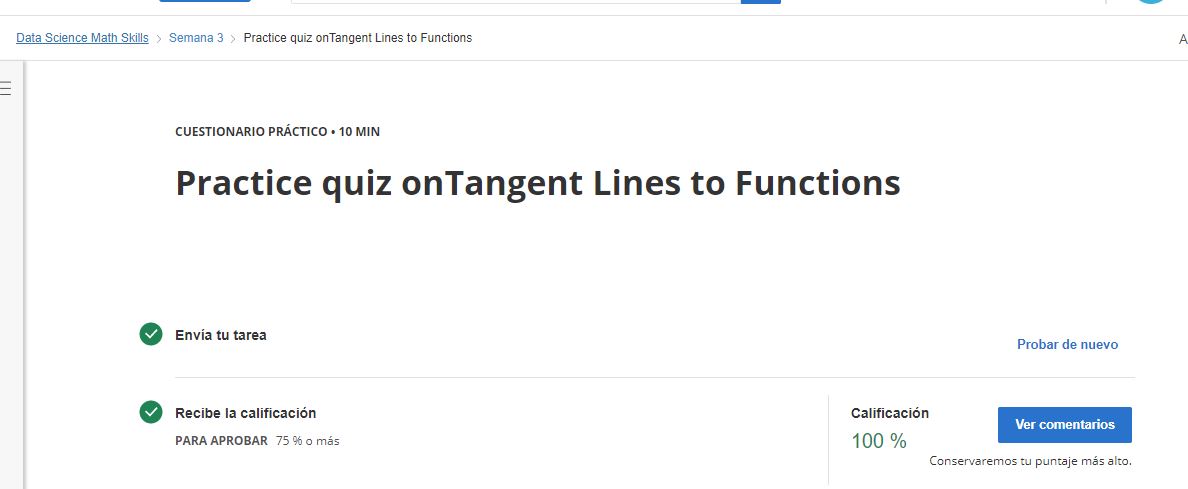 Data Science Math Skills > Semana 3 > Practice quiz onTangent Lines to Functions
A
CUESTIONARIO PRÁCTICO • 10 MIN
Practice quiz onTangent Lines to Functions
Envía tu tarea
Probar de nuevo
Recibe la calificación
PARA APROBAR 75 % o más
Calificación
100 %
Ver comentarios
Conservaremos tu puntaje más alto.